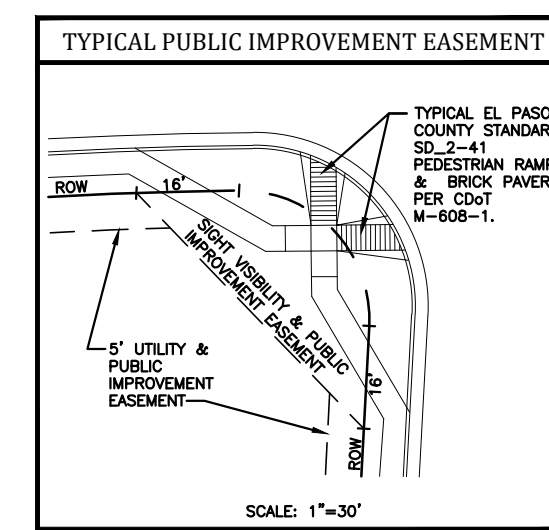 TYPICAL PUBLIC IMPROVEMENT EASEMENT
TYPICAL EL PASO
COUNTY STANDAR
SD_2-41
PEDESTRIAN RAMP
& BRICK PAVER
PER CDoT
M-608-1.
ROW
16'
SIGHT VISIBILITY & PUBLIC
IMPROVEMENT EASEMENT
5' UTILITY &
PUBLIC
IMPROVEMENT
EASEMENT
16'
ROW
SCALE: 1"=30'